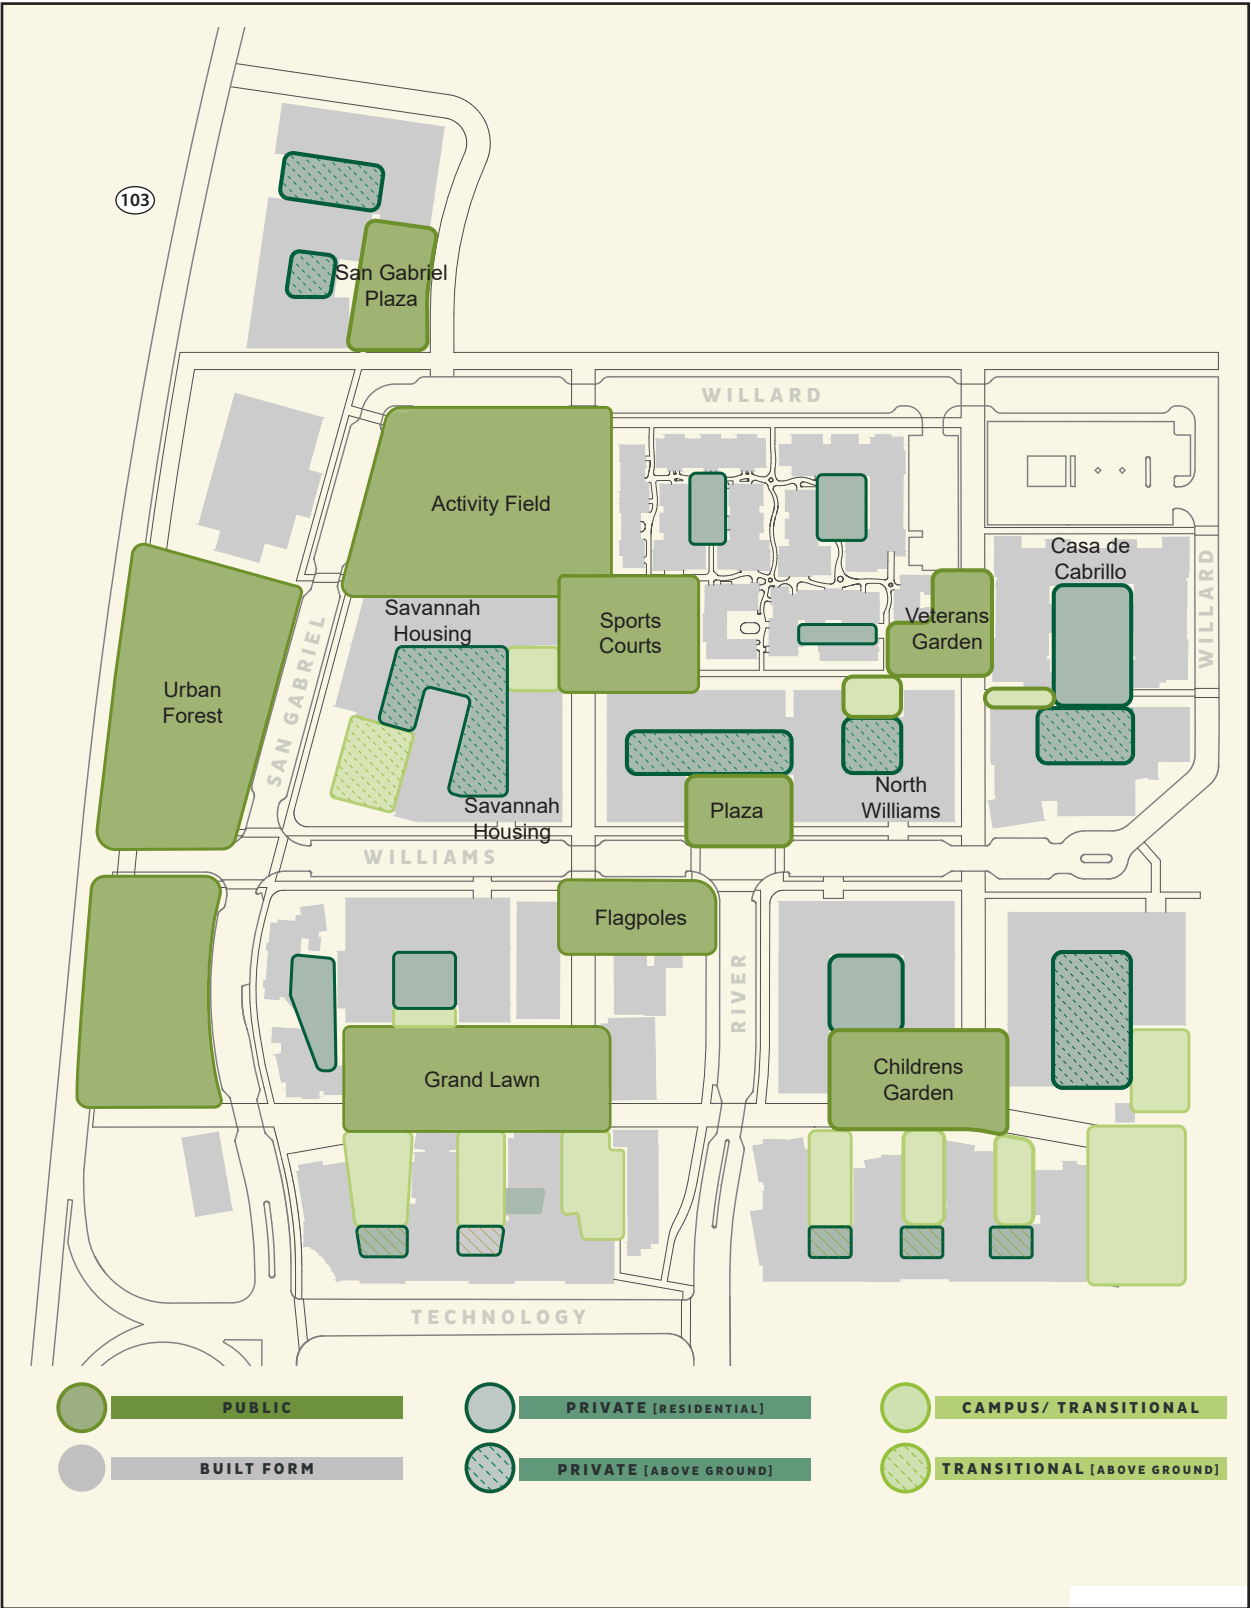 103
San Gabriel
Plaza
WILLARD
Activity Field
Casa de
Cabrillo
WILLARD
Savannah
Housing
Sports
Courts
Veterans
Garden
SAN GABRIEL
Urban
Forest
North
Williams
Savannah
Housing
Plaza
WILLIAMS
Flagpoles
RIVER
Grand Lawn
Childrens
Garden
TECHNOLOGY
PUBLIC
PRIVATE [RESIDENTIAL]
CAMPUS/ TRANSITIONAL
BUILT FORM
PRIVATE [ABOVE GROUND]
TRANSITIONAL [ABOVE GROUND]